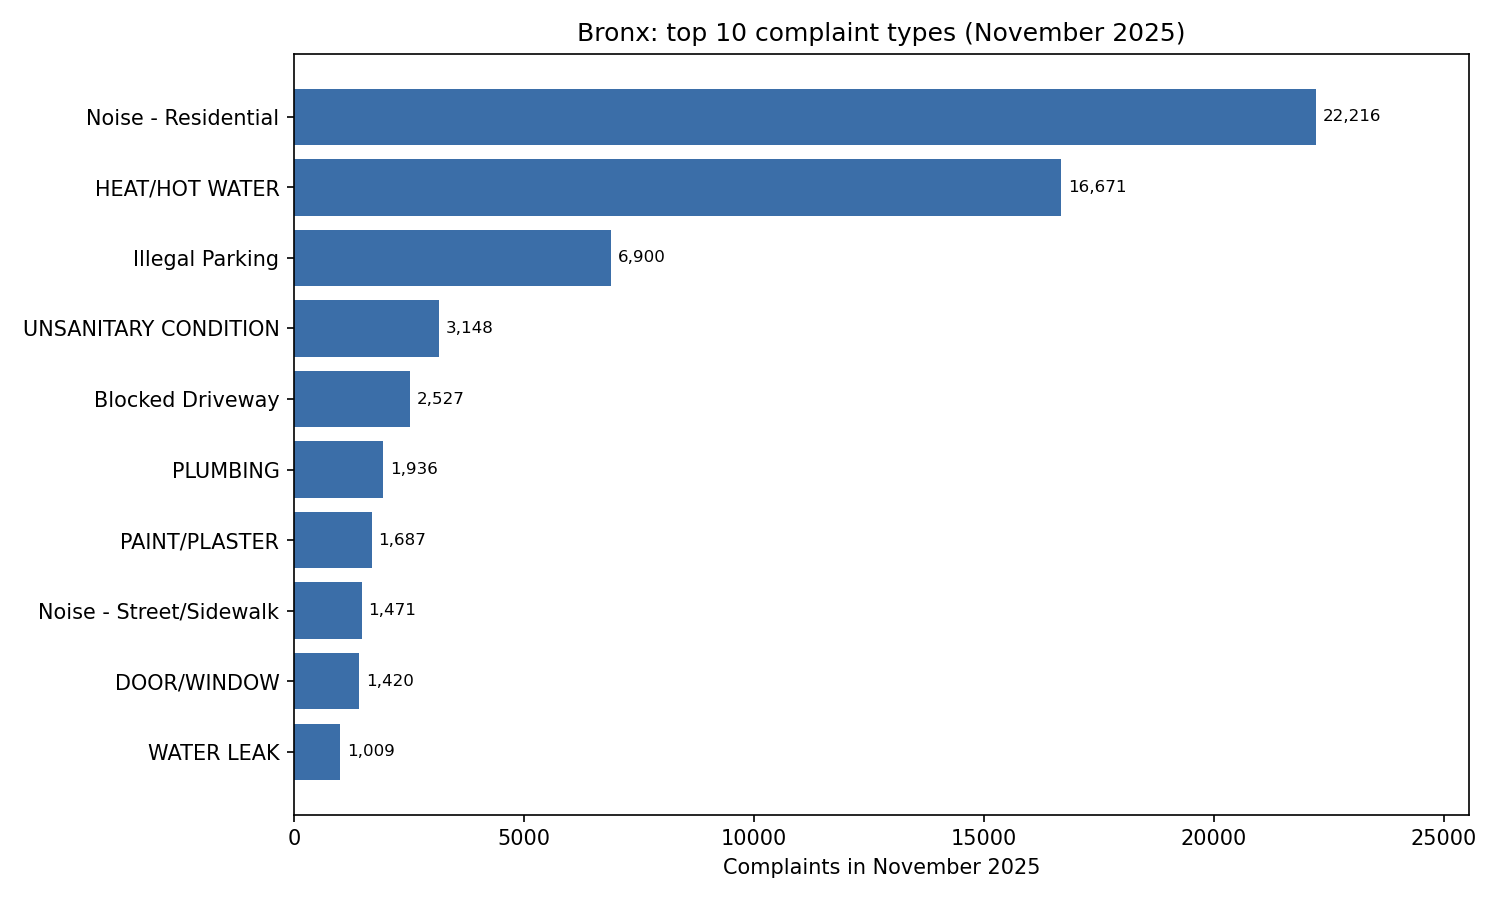 Bronx: top 10 complaint types (November 2025)
Noise - Residential 22,216
HEAT/HOT WATER 16,671
Illegal Parking 6,900
UNSANITARY CONDITION 3,148
Blocked Driveway 2,527
PLUMBING 1,936
PAINT/PLASTER 1,687
Noise - Street/Sidewalk 1,471
DOOR/WINDOW 1,420
WATER LEAK 1,009
0 5000 10000 15000 20000 25000
Complaints in November 2025